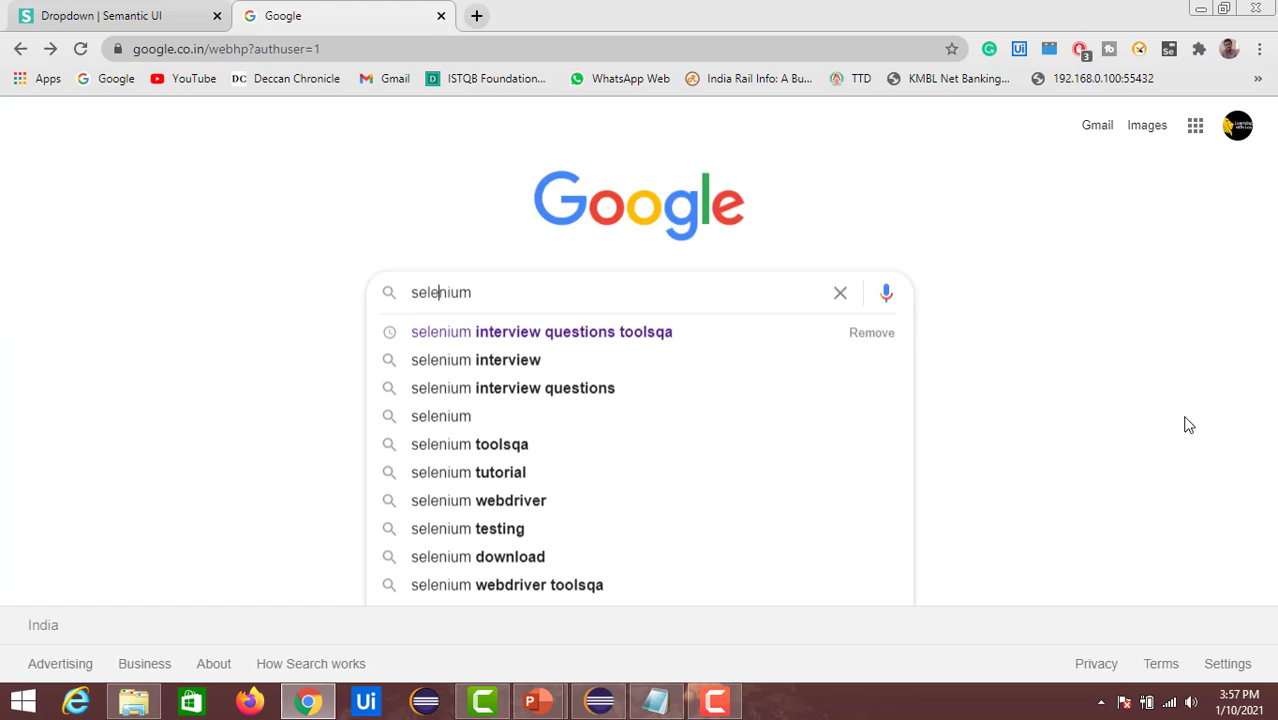 Dropdown | Semantic UI
Google
google.co.in/webhp?authuser=1
Apps Google YouTube DC Deccan Chronicle Gmail ISTQB Foundation... WhatsApp Web India Rail Info: A Bu... TTD KMBL Net Banking... 192.168.0.100:55432 »
Gmail Images
Google
selenium
selenium interview questions toolsqa Remove
selenium interview
selenium interview questions
selenium
selenium toolsqa
selenium tutorial
selenium webdriver
selenium testing
selenium download
selenium webdriver toolsqa
India
Advertising Business About How Search works Privacy Terms Settings
3:57 PM
1/10/2021